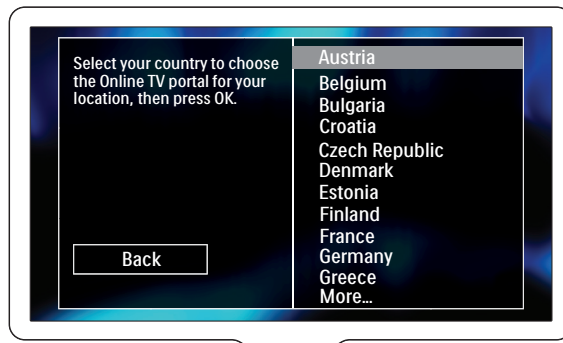 Select your country to choose
the Online TV portal for your
location, then press OK.
Back
Austria
Belgium
Bulgaria
Croatia
Czech Republic
Denmark
Estonia
Finland
France
Germany
Greece
More...